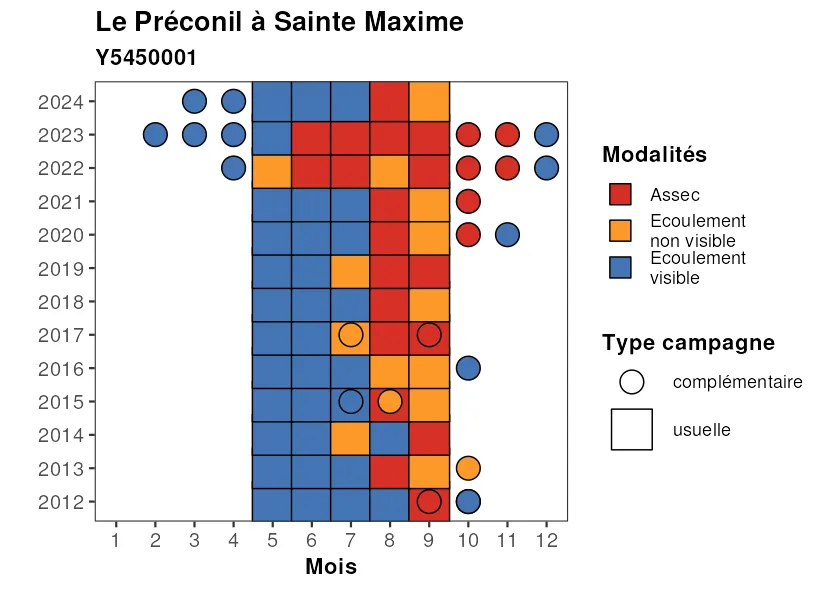 Le Préconil à Sainte Maxime
Y5450001
2024
2023
2022
2021
2020
2019
2018
2017
2016
2015
2014
2013
2012
1 2 3 4 5 6 7 8 9 10 11 12
Mois
Modalités
Assec
Ecoulement
non visible
Ecoulement
visible
Type campagne
complémentaire
usuelle